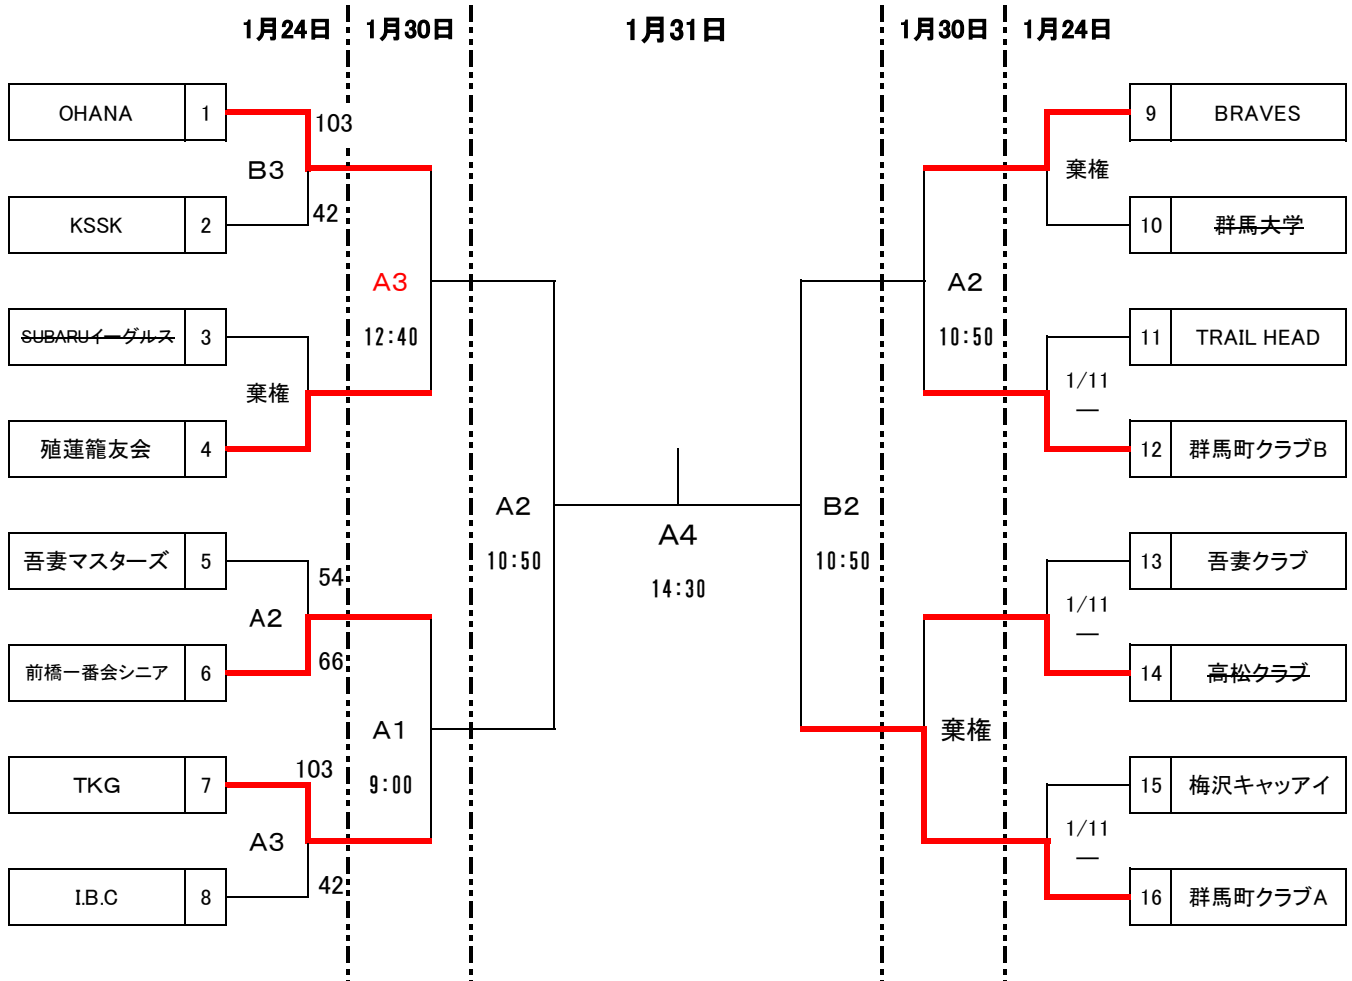 1月24日 1月30日 1月31日 1月30日 1月24日
OHANA 1 103 9 BRAVES
B3 棄権
KSSK 2 42 10 群馬大学
A3 A2
SUBARUイーグルス 3 12:40 10:50 11 TRAIL HEAD
棄権 1/11
―
殖蓮籠友会 4 12 群馬町クラブB
A2 B2
A4
吾妻マスターズ 5 54 10:50 14:30 10:50 13 吾妻クラブ
A2 1/11
―
前橋一番会シニア 6 66 14 高松クラブ
A1 棄権
TKG 7 103 9:00 15 梅沢キャッアイ
A3 1/11
―
I.B.C 8 42 16 群馬町クラブA